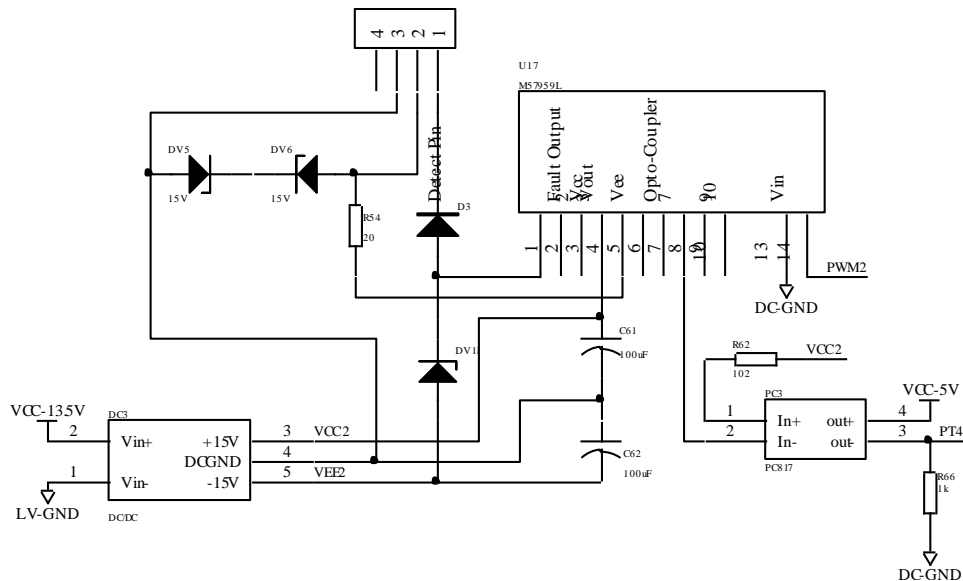 4 3 2 1
U17
M57959L
Detect Pin
Fault Output
2
Vcc
3
Vout
Vee
Opto-Coupler
7
9
10
Vin
1 2 3 4 5 6 7 8 9 10 13 14
DV5
15V
DV6
15V
R54
20
D3
PWM2
DC-GND
C61
100uF
R62
102
VCC2
DV11
VCC-5V
VCC-135V
DC3
PC3
2 Vin+ +15V 3 VCC2
DCGND 4
1 Vin- -15V 5 VEE2
1 In+ out+ 4
2 In- out- 3 PT4
PC817
C62
100uF
R66
1k
LV-GND
DC/DC
DC-GND